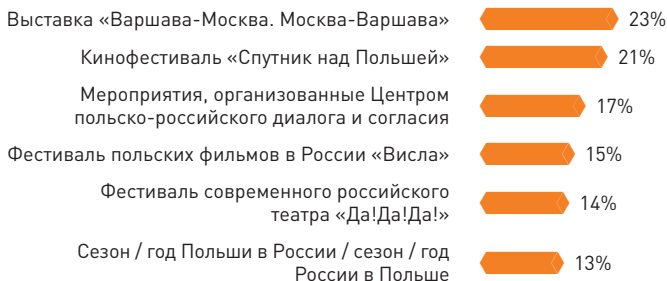 Выставка «Варшава-Москва. Москва-Варшава» 23%
Кинофестиваль «Спутник над Польшей» 21%
Мероприятия, организованные Центром
польско-российского диалога и согласия 17%
Фестиваль польских фильмов в России «Висла» 15%
Фестиваль современного российского
театра «Да!Да!Да!» 14%
Сезон / год Польши в России / сезон / год
России в Польше 13%